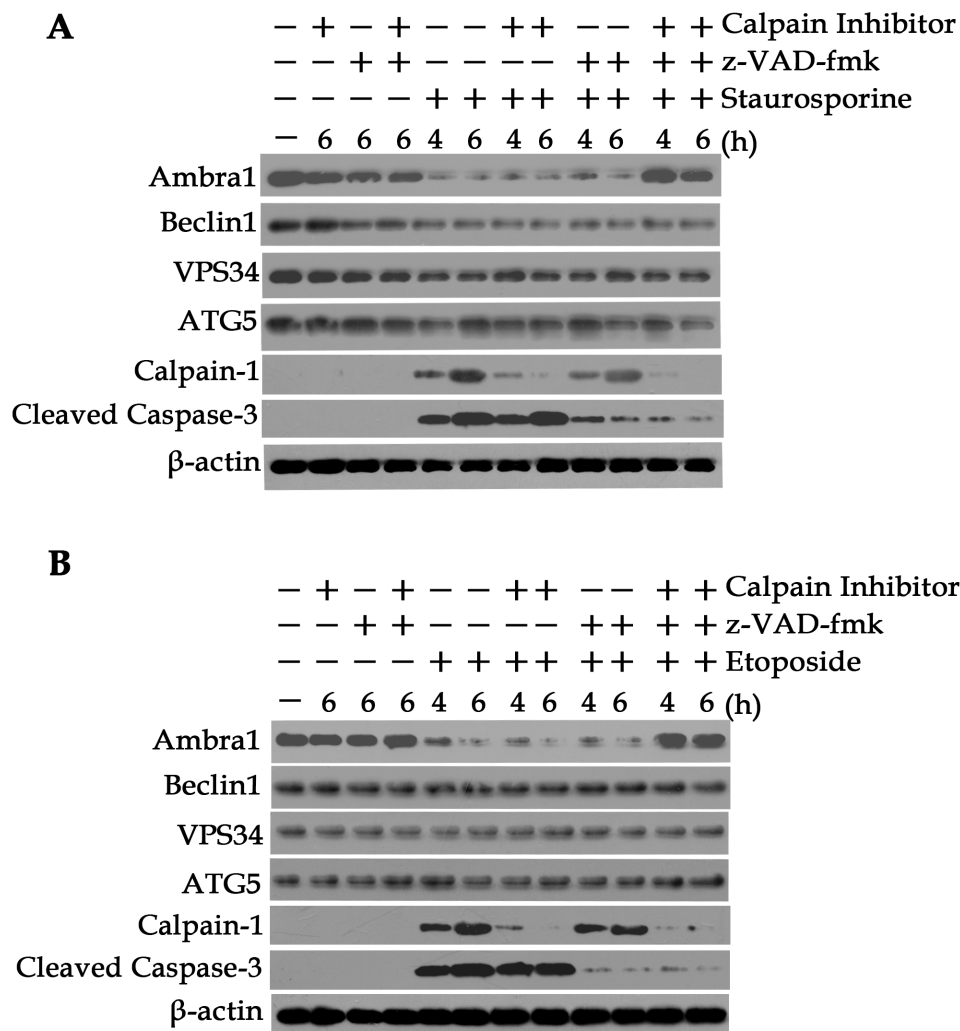 A
− + − + − − + + − − + + Calpain Inhibitor
− − + + − − − − + + + + z-VAD-fmk
− − − − + + + + + + + + Staurosporine
− 6 6 6 4 6 4 6 4 6 4 6 (h)
Ambra1
Beclin1
VPS34
ATG5
Calpain-1
Cleaved Caspase-3
β-actin
B
− + − + − − + + − − + + Calpain Inhibitor
− − + + − − − − + + + + z-VAD-fmk
− − − − + + + + + + + + Etoposide
− 6 6 6 4 6 4 6 4 6 4 6 (h)
Ambra1
Beclin1
VPS34
ATG5
Calpain-1
Cleaved Caspase-3
β-actin